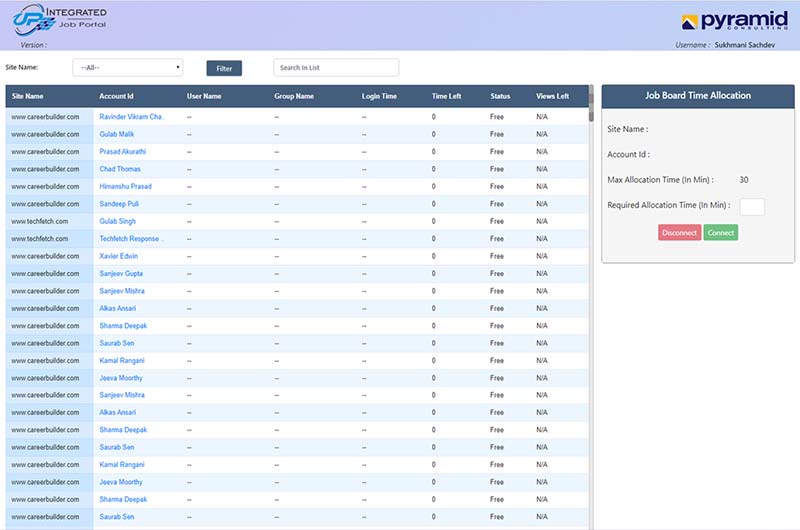 INTEGRATED
Job Portal
Version :
pyramid
CONSULTING
Username : Sukhmani Sachdev
Site Name: --All-- Filter Search In List
Site Name Account Id User Name Group Name Login Time Time Left Status Views Left
www.careerbuilder.com Ravinder Vikram Cha.. -- -- -- 0 Free N/A
www.careerbuilder.com Gulab Malik -- -- -- 0 Free N/A
www.careerbuilder.com Prasad Akurathi -- -- -- 0 Free N/A
www.careerbuilder.com Chad Thomas -- -- -- 0 Free N/A
www.careerbuilder.com Himanshu Prasad -- -- -- 0 Free N/A
www.careerbuilder.com Sandeep Puli -- -- -- 0 Free N/A
www.techfetch.com Gulab Singh -- -- -- 0 Free N/A
www.techfetch.com Techfetch Response .. -- -- -- 0 Free N/A
www.careerbuilder.com Xavier Edwin -- -- -- 0 Free N/A
www.careerbuilder.com Sanjeev Gupta -- -- -- 0 Free N/A
www.careerbuilder.com Sanjeev Mishra -- -- -- 0 Free N/A
www.careerbuilder.com Alkas Ansari -- -- -- 0 Free N/A
www.careerbuilder.com Sharma Deepak -- -- -- 0 Free N/A
www.careerbuilder.com Saurab Sen -- -- -- 0 Free N/A
www.careerbuilder.com Kamal Rangani -- -- -- 0 Free N/A
www.careerbuilder.com Jeeva Moorthy -- -- -- 0 Free N/A
www.careerbuilder.com Sanjeev Mishra -- -- -- 0 Free N/A
www.careerbuilder.com Alkas Ansari -- -- -- 0 Free N/A
www.careerbuilder.com Sharma Deepak -- -- -- 0 Free N/A
www.careerbuilder.com Saurab Sen -- -- -- 0 Free N/A
www.careerbuilder.com Kamal Rangani -- -- -- 0 Free N/A
www.careerbuilder.com Jeeva Moorthy -- -- -- 0 Free N/A
www.careerbuilder.com Sharma Deepak -- -- -- 0 Free N/A
www.careerbuilder.com Saurab Sen -- -- -- 0 Free N/A
Job Board Time Allocation
Site Name :
Account Id :
Max Allocation Time (In Min) : 30
Required Allocation Time (In Min) :
Disconnect Connect